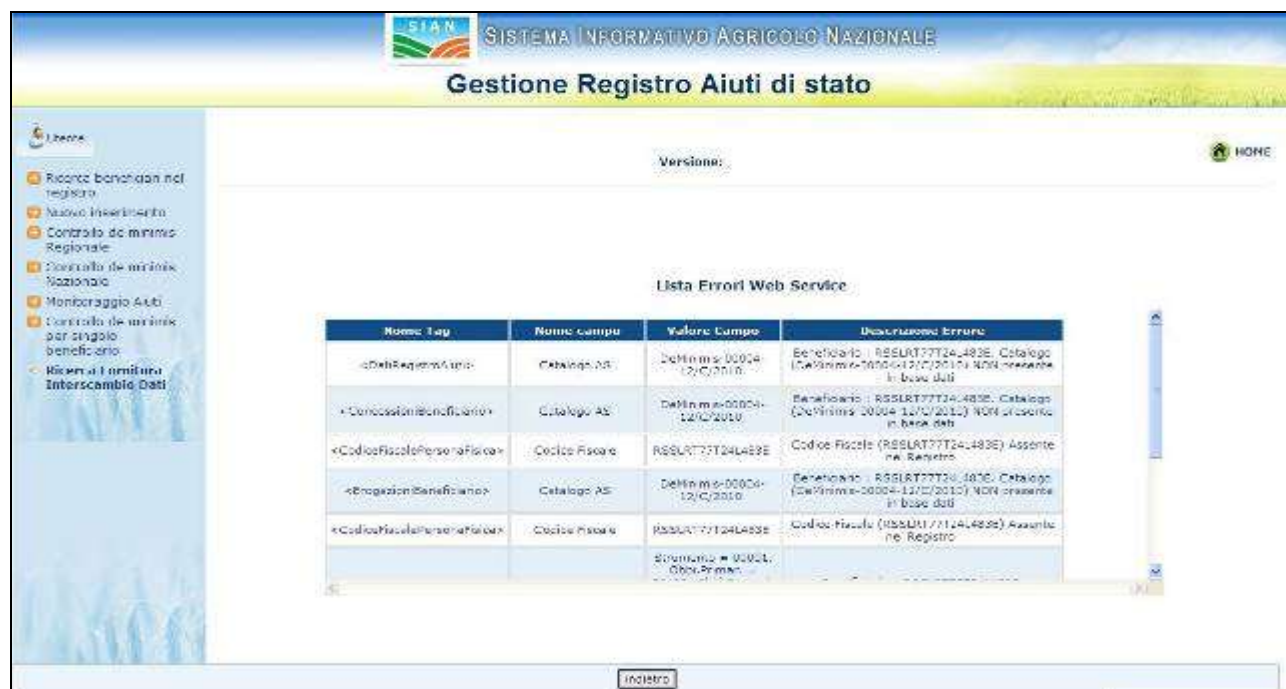 SIAN
SISTEMA INFORMATIVO AGRICOLO NAZIONALE
Gestione Registro Aiuti di stato
Utente
Ricerca beneficiari nel
registro
Nuovo inserimento
Controllo de minimis
Regionale
Controllo de minimis
Nazionale
Monitoraggio Aiuti
Controllo de minimis
per singolo
beneficiario
Ricerca Fornitura
Interscambio Dati
Versione:
HOME
Lista Errori Web Service
Nome Tag Nome campo Valore Campo Descrizione Errore
<DatiRegistroAiuti> Catalogo AS DeMinimis-00004-
12/C/2010
Beneficiario : RSSLRT77T24L483E. Catalogo
(DeMinimis-00004-12/C/2010) NON presente
in base dati
<ConcessioniBeneficiario> Catalogo AS DeMinimis-00004-
12/C/2010
Beneficiario : RSSLRT77T24L483E. Catalogo
(DeMinimis-00004-12/C/2010) NON presente
in base dati
<CodiceFiscalePersonaFisica> Codice Fiscale RSSLRT77T24L483E Codice Fiscale (RSSLRT77T24L483E) Assente
nel Registro
<ErogazioniBeneficiario> Catalogo AS DeMinimis-00004-
12/C/2010
Beneficiario : RSSLRT77T24L483E. Catalogo
(DeMinimis-00004-12/C/2010) NON presente
in base dati
<CodiceFiscalePersonaFisica> Codice Fiscale RSSLRT77T24L483E Codice Fiscale (RSSLRT77T24L483E) Assente
nel Registro
Strumento = 00001,
indietro